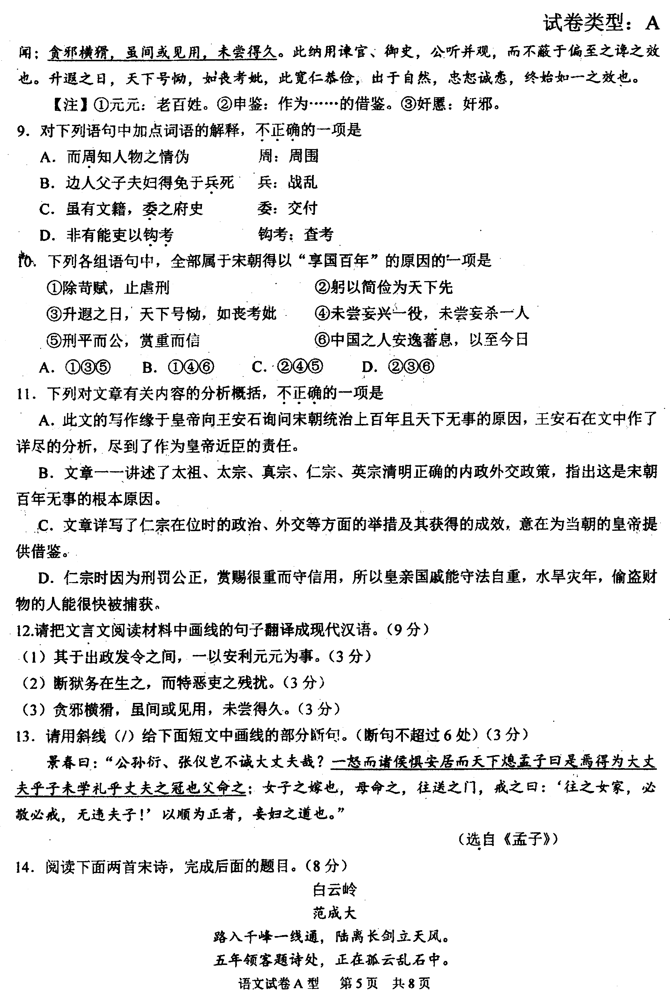 试卷类型：A
闻；贪邪横猾，虽间或见用，未尝得久。此纳用谏官、御史，公听并观，而不蔽于偏至之谗之效
也。升遐之日，天下号恸，如丧考妣，此宽仁恭俭，出于自然，忠恕诚悫，终始如一之效也。
【注】①元元：老百姓。②申鉴：作为……的借鉴。③奸慝：奸邪。
9．对下列语句中加点词语的解释，不正确的一项是
A．而周知人物之情伪 周：周围
B．边人父子夫妇得免于兵死 兵：战乱
C．虽有文籍，委之府史 委：交付
D．非有能吏以钩考 钩考：查考
10．下列各组语句中，全部属于宋朝得以“享国百年”的原因的一项是
①除苛赋，止虐刑 ②躬以简俭为天下先
③升遐之日，天下号恸，如丧考妣 ④未尝妄兴一役，未尝妄杀一人
⑤刑平而公，赏重而信 ⑥中国之人安逸蕃息，以至今日
A．①③⑤ B．①④⑥ C．②④⑤ D．②③⑥
11．下列对文章有关内容的分析概括，不正确的一项是
A．此文的写作缘于皇帝向王安石询问宋朝统治上百年且天下无事的原因，王安石在文中作了
详尽的分析，尽到了作为皇帝近臣的责任。
B．文章一一讲述了太祖、太宗、真宗、仁宗、英宗清明正确的内政外交政策，指出这是宋朝
百年无事的根本原因。
C．文章详写了仁宗在位时的政治、外交等方面的举措及其获得的成效，意在为当朝的皇帝提
供借鉴。
D．仁宗时因为刑罚公正，赏赐很重而守信用，所以皇亲国戚能守法自重，水旱灾年，偷盗财
物的人能很快被捕获。
12.请把文言文阅读材料中画线的句子翻译成现代汉语。（9 分）
（1）其于出政发令之间，一以安利元元为事。（3 分）
（2）断狱务在生之，而特恶吏之残扰。（3 分）
（3）贪邪横猾，虽间或见用，未尝得久。（3 分）
13．请用斜线（/）给下面短文中画线的部分断句。（断句不超过 6 处）（3 分）
景春曰：“公孙衍、张仪岂不诚大丈夫哉？一怒而诸侯惧安居而天下熄孟子曰是焉得为大丈
夫乎子未学礼乎丈夫之冠也父命之；女子之嫁也，母命之，往送之门，戒之曰：‘往之女家，必
敬必戒，无违夫子！’以顺为正者，妾妇之道也。”
（选自《孟子》）
14．阅读下面两首宋诗，完成后面的题目。（8 分）
白云岭
范成大
路入千峰一线通，陆离长剑立天风。
五年领客题诗处，正在孤云乱石中。
语文试卷 A 型 第 5 页 共 8 页